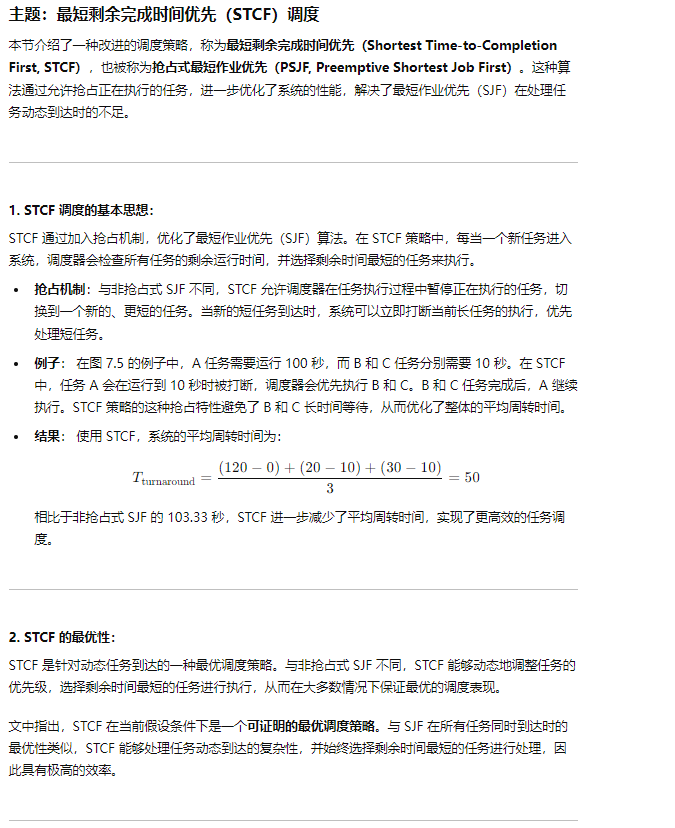 主题：最短剩余完成时间优先（STCF）调度
本节介绍了一种改进的调度策略，称为最短剩余完成时间优先（Shortest Time-to-Completion
First, STCF），也被称为抢占式最短作业优先（PSJF, Preemptive Shortest Job First）。这种算
法通过允许抢占正在执行的任务，进一步优化了系统的性能，解决了最短作业优先（SJF）在处理任
务动态到达时的不足。
1. STCF 调度的基本思想：
STCF 通过加入抢占机制，优化了最短作业优先（SJF）算法。在 STCF 策略中，每当一个新任务进入
系统，调度器会检查所有任务的剩余运行时间，并选择剩余时间最短的任务来执行。
• 抢占机制：与非抢占式 SJF 不同，STCF 允许调度器在任务执行过程中暂停正在执行的任务，切
换到一个新的、更短的任务。当新的短任务到达时，系统可以立即打断当前长任务的执行，优先
处理短任务。
• 例子： 在图 7.5 的例子中，A 任务需要运行 100 秒，而 B 和 C 任务分别需要 10 秒。在 STCF
中，任务 A 会在运行到 10 秒时被打断，调度器会优先执行 B 和 C。B 和 C 任务完成后，A 继续
执行。STCF 策略的这种抢占特性避免了 B 和 C 长时间等待，从而优化了整体的平均周转时间。
• 结果： 使用 STCF，系统的平均周转时间为：
T_turnaround = ((120 − 0) + (20 − 10) + (30 − 10)) / 3 = 50
相比于非抢占式 SJF 的 103.33 秒，STCF 进一步减少了平均周转时间，实现了更高效的任务调
度。
2. STCF 的最优性：
STCF 是针对动态任务到达的一种最优调度策略。与非抢占式 SJF 不同，STCF 能够动态地调整任务的
优先级，选择剩余时间最短的任务进行执行，从而在大多数情况下保证最优的调度表现。
文中指出，STCF 在当前假设条件下是一个可证明的最优调度策略。与 SJF 在所有任务同时到达时的
最优性类似，STCF 能够处理任务动态到达的复杂性，并始终选择剩余时间最短的任务进行处理，因
此具有极高的效率。